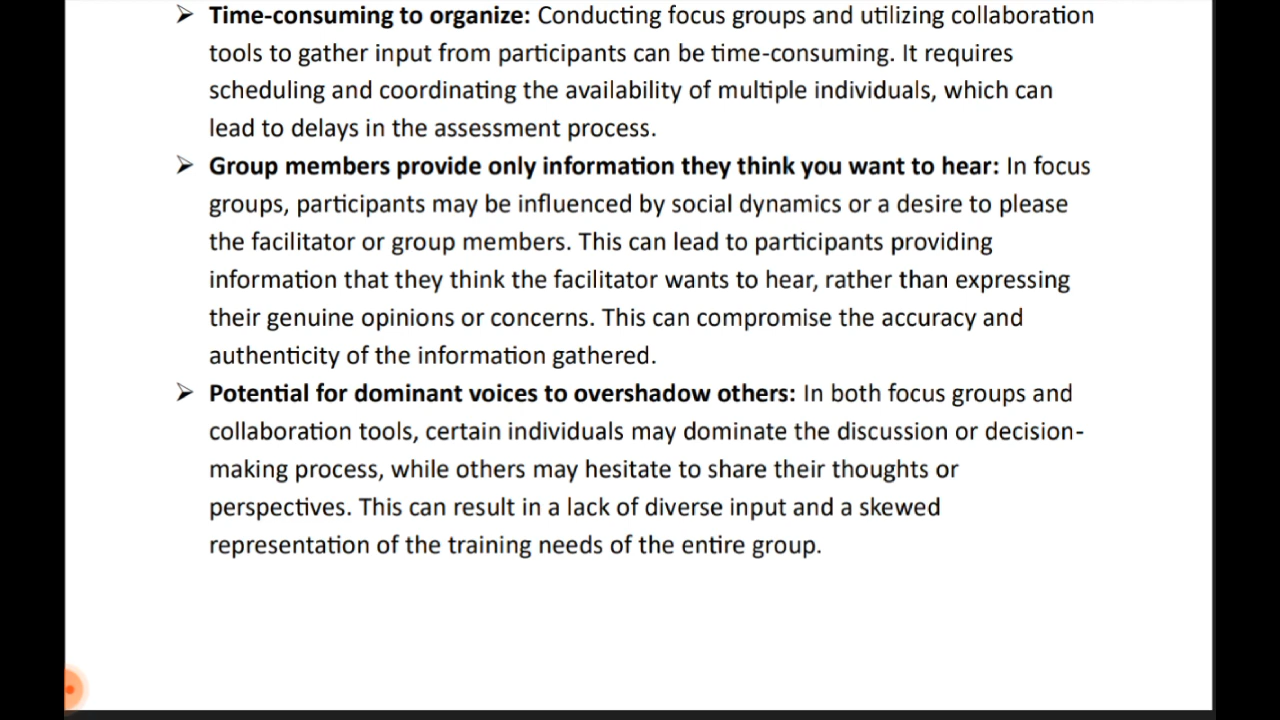 ➢ Time-consuming to organize: Conducting focus groups and utilizing collaboration
tools to gather input from participants can be time-consuming. It requires
scheduling and coordinating the availability of multiple individuals, which can
lead to delays in the assessment process.
➢ Group members provide only information they think you want to hear: In focus
groups, participants may be influenced by social dynamics or a desire to please
the facilitator or group members. This can lead to participants providing
information that they think the facilitator wants to hear, rather than expressing
their genuine opinions or concerns. This can compromise the accuracy and
authenticity of the information gathered.
➢ Potential for dominant voices to overshadow others: In both focus groups and
collaboration tools, certain individuals may dominate the discussion or decision-
making process, while others may hesitate to share their thoughts or
perspectives. This can result in a lack of diverse input and a skewed
representation of the training needs of the entire group.